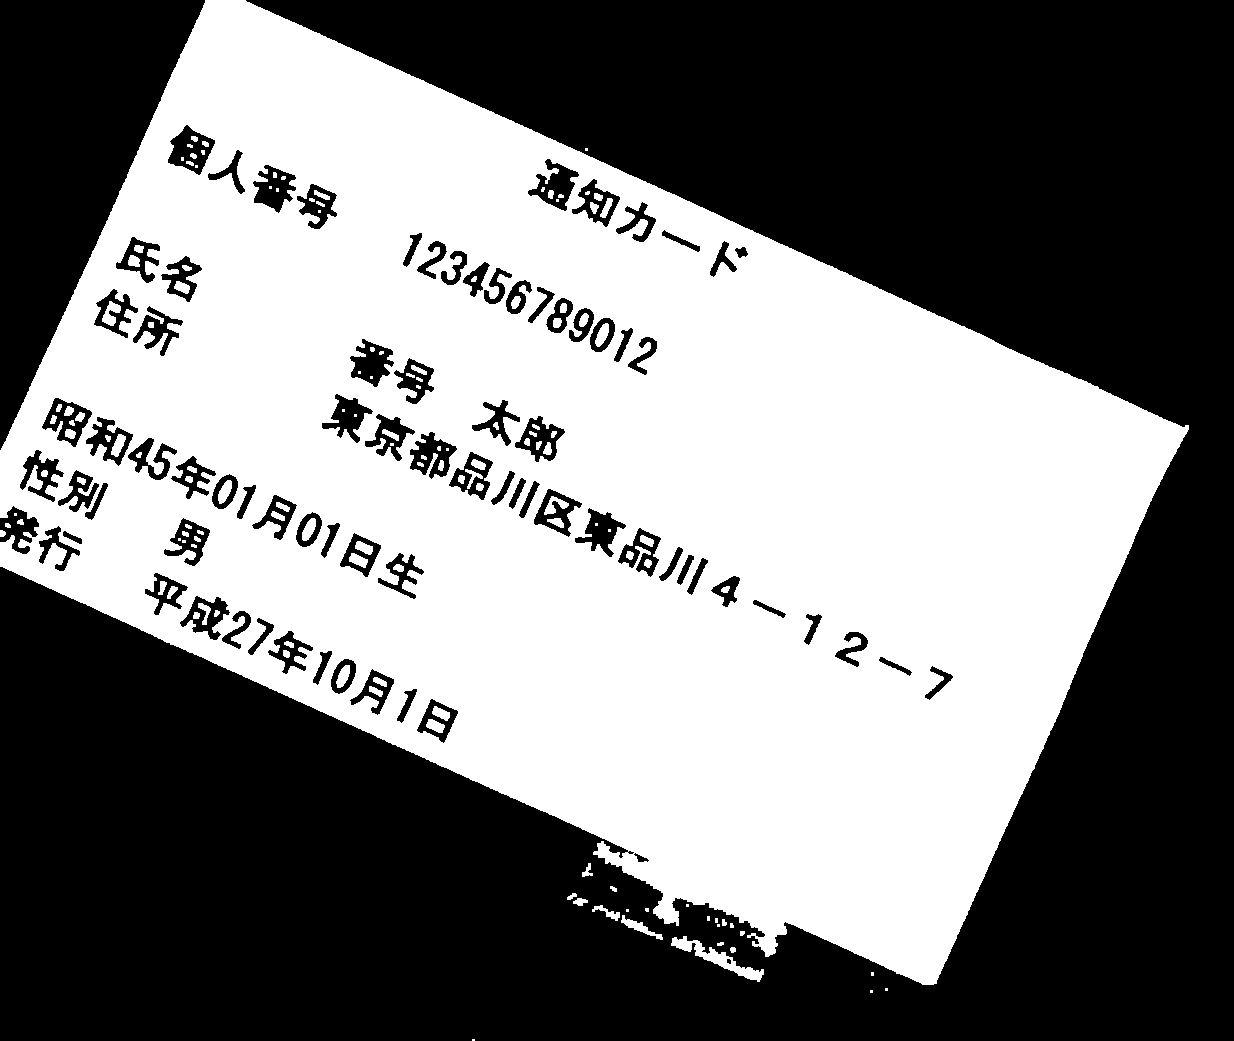 通知カード
個人番号 123456789012
氏名 番号 太郎
住所 東京都品川区東品川４－１２－７
昭和45年01月01日生
性別 男
発行 平成27年10月1日